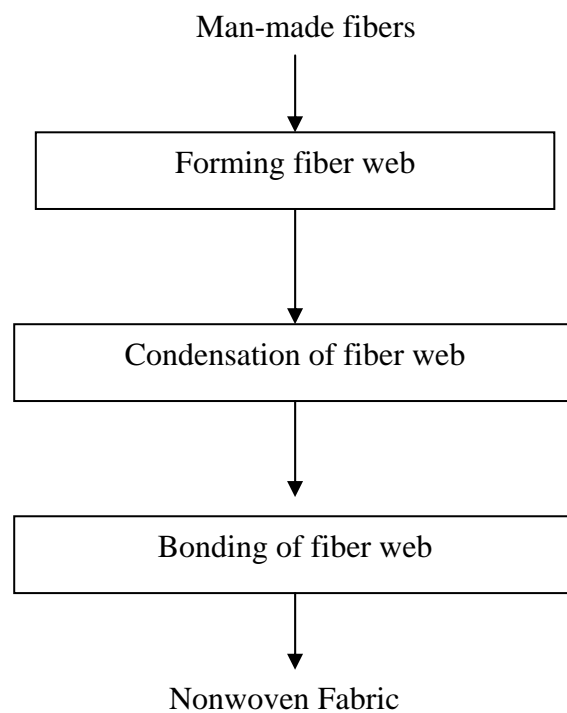 Man-made fibers
Forming fiber web
Condensation of fiber web
Bonding of fiber web
Nonwoven Fabric